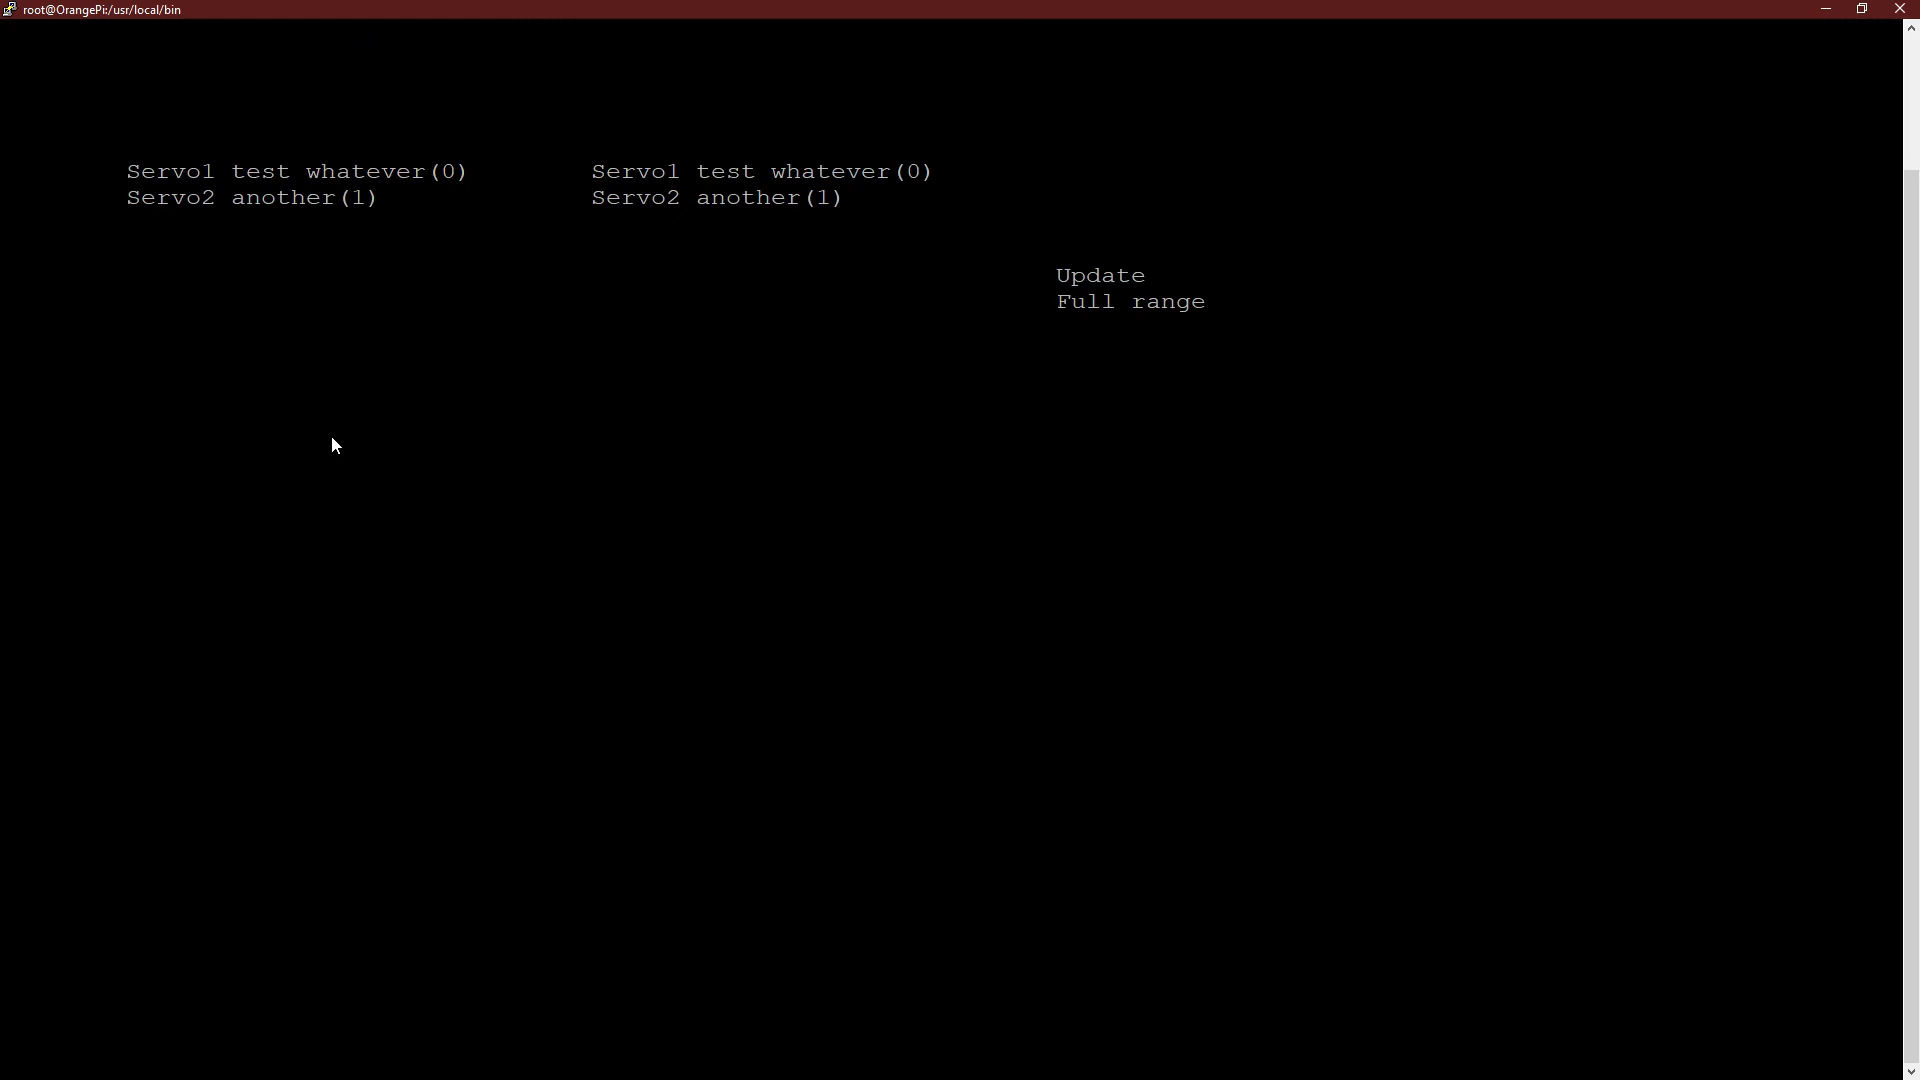 root@OrangePi:/usr/local/bin
Servo1 test whatever(0) Servo1 test whatever(0)
Servo2 another(1) Servo2 another(1)
Update
Full range